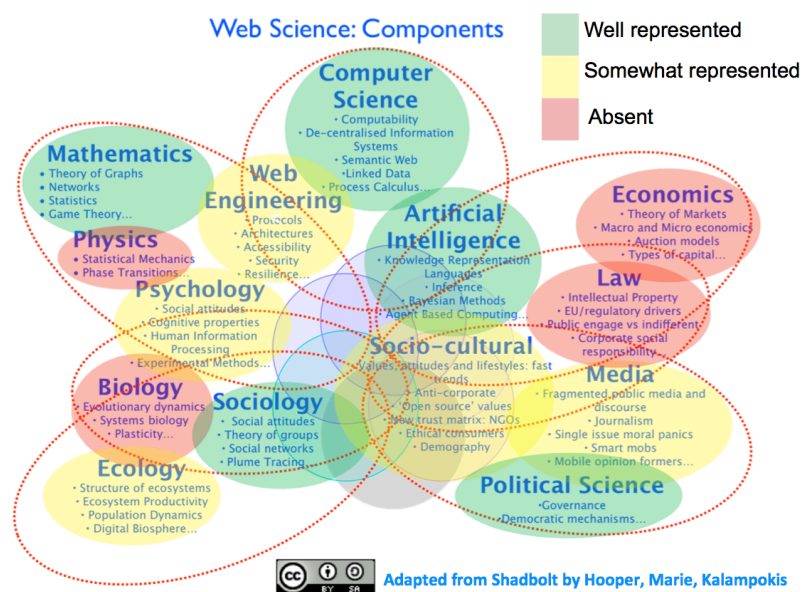 Web Science: Components
Well represented
Somewhat represented
Absent
Computer
Science
• Computability
• De-centralised Information
Systems
• Semantic Web
•Linked Data
• Process Calculus...
Mathematics
• Theory of Graphs
• Networks
• Statistics
• Game Theory...
Web
Engineering
• Protocols
• Architectures
• Accessibility
• Security
• Resilience...
Physics
• Statistical Mechanics
• Phase Transitions...
Artificial
Intelligence
• Knowledge Representation
Languages
• Inference
• Bayesian Methods
• Agent Based Computing...
Economics
• Theory of Markets
• Macro and Micro economics
• Auction models
• Types of capital...
Law
• Intellectual Property
• EU/regulatory drivers
• Public engage vs indifferent
• Corporate social
responsibility
Psychology
• Social attitudes
• Cognitive properties
• Human Information
Processing
• Experimental Methods...
Socio-cultural
• Values, attitudes and lifestyles: fast
trends
• Anti-corporate
• 'Open source' values
• New trust matrix: NGOs
• Ethical consumers
• Demography
Media
• Fragmented public media and
discourse
• Journalism
• Single issue moral panics
• Smart mobs
• Mobile opinion formers...
Biology
• Evolutionary dynamics
• Systems biology
• Plasticity...
Sociology
• Social attitudes
• Theory of groups
• Social networks
• Plume Tracing...
Ecology
• Structure of ecosystems
• Ecosystem Productivity
• Population Dynamics
• Digital Biosphere...
Political Science
•Governance
•Democratic mechanisms...
cc
BY SA
Adapted from Shadbolt by Hooper, Marie, Kalampokis